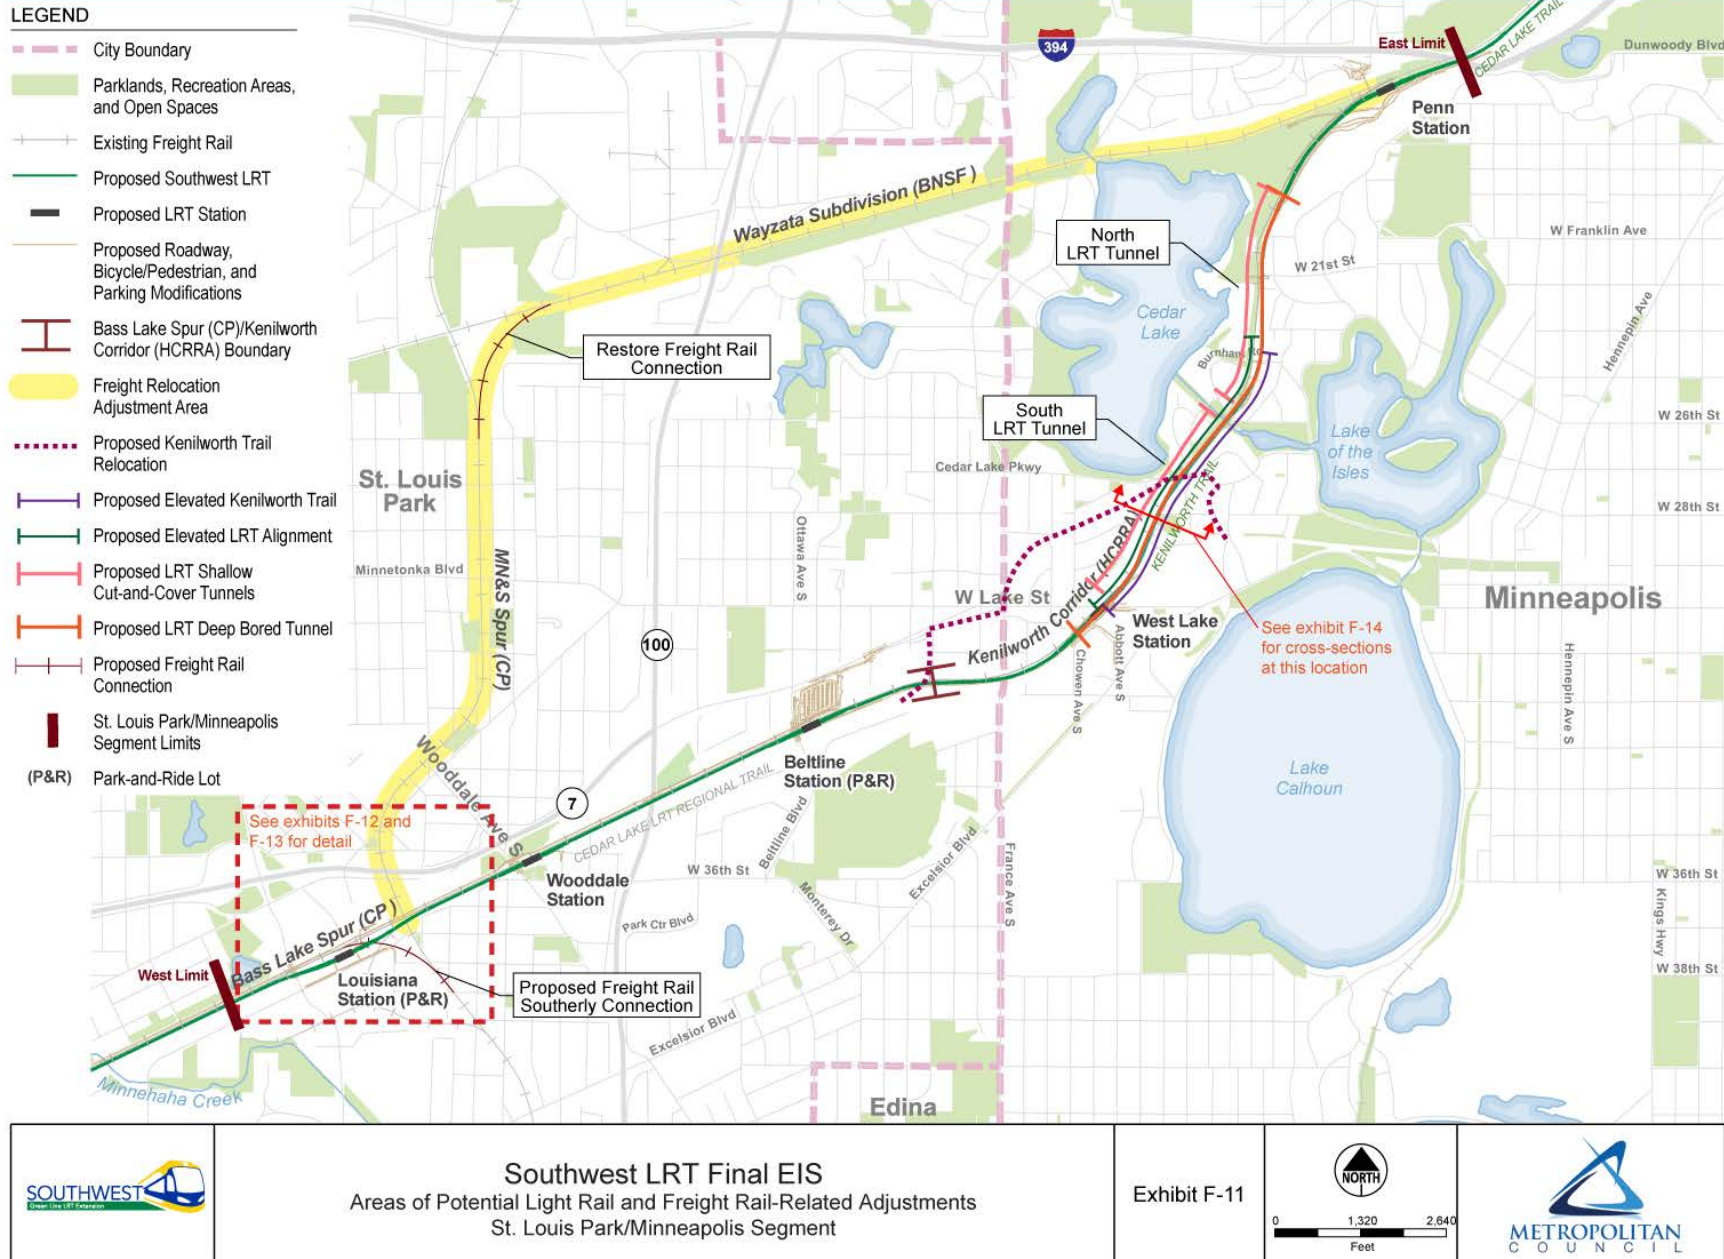 LEGEND
City Boundary
Parklands, Recreation Areas,
and Open Spaces
Existing Freight Rail
Proposed Southwest LRT
Proposed LRT Station
Proposed Roadway,
Bicycle/Pedestrian, and
Parking Modifications
Bass Lake Spur (CP)/Kenilworth
Corridor (HCRRA) Boundary
Freight Relocation
Adjustment Area
Proposed Kenilworth Trail
Relocation
Proposed Elevated Kenilworth Trail
Proposed Elevated LRT Alignment
Proposed LRT Shallow
Cut-and-Cover Tunnels
Proposed LRT Deep Bored Tunnel
Proposed Freight Rail
Connection
St. Louis Park/Minneapolis
Segment Limits
(P&R) Park-and-Ride Lot
394
East Limit
CEDAR LAKE TRAIL
Dunwoody Blvd
Penn
Station
Wayzata Subdivision (BNSF)
North
LRT Tunnel
W Franklin Ave
W 21st St
Hennepin Ave
Cedar
Lake
Burnham Rd
Restore Freight Rail
Connection
South
LRT Tunnel
Lake
of the
Isles
W 26th St
Cedar Lake Pkwy
St. Louis
Park
KENILWORTH TRAIL
W 28th St
Ottawa Ave S
MN&S Spur (CP)
Minnetonka Blvd
W Lake St
Kenilworth Corridor (HCRRA)
Minneapolis
West Lake
Station
See exhibit F-14
for cross-sections
at this location
100
Abbott Ave S
Chowen Ave S
Hennepin Ave S
Wooddale Ave S
Beltline
Station (P&R)
Lake
Calhoun
7
CEDAR LAKE LRT REGIONAL TRAIL
See exhibits F-12 and
F-13 for detail
Beltline Blvd
Excelsior Blvd
France Ave S
W 36th St
W 36th St
Wooddale
Station
Monterey Dr
Park Ctr Blvd
Kings Hwy
Bass Lake Spur (CP)
West Limit
Louisiana
Station (P&R)
Proposed Freight Rail
Southerly Connection
W 38th St
Excelsior Blvd
Minnehaha Creek
Edina
SOUTHWEST
Green Line LRT Extension
Southwest LRT Final EIS
Areas of Potential Light Rail and Freight Rail-Related Adjustments
St. Louis Park/Minneapolis Segment
Exhibit F-11
NORTH
0 1,320 2,640
Feet
METROPOLITAN
COUNCIL